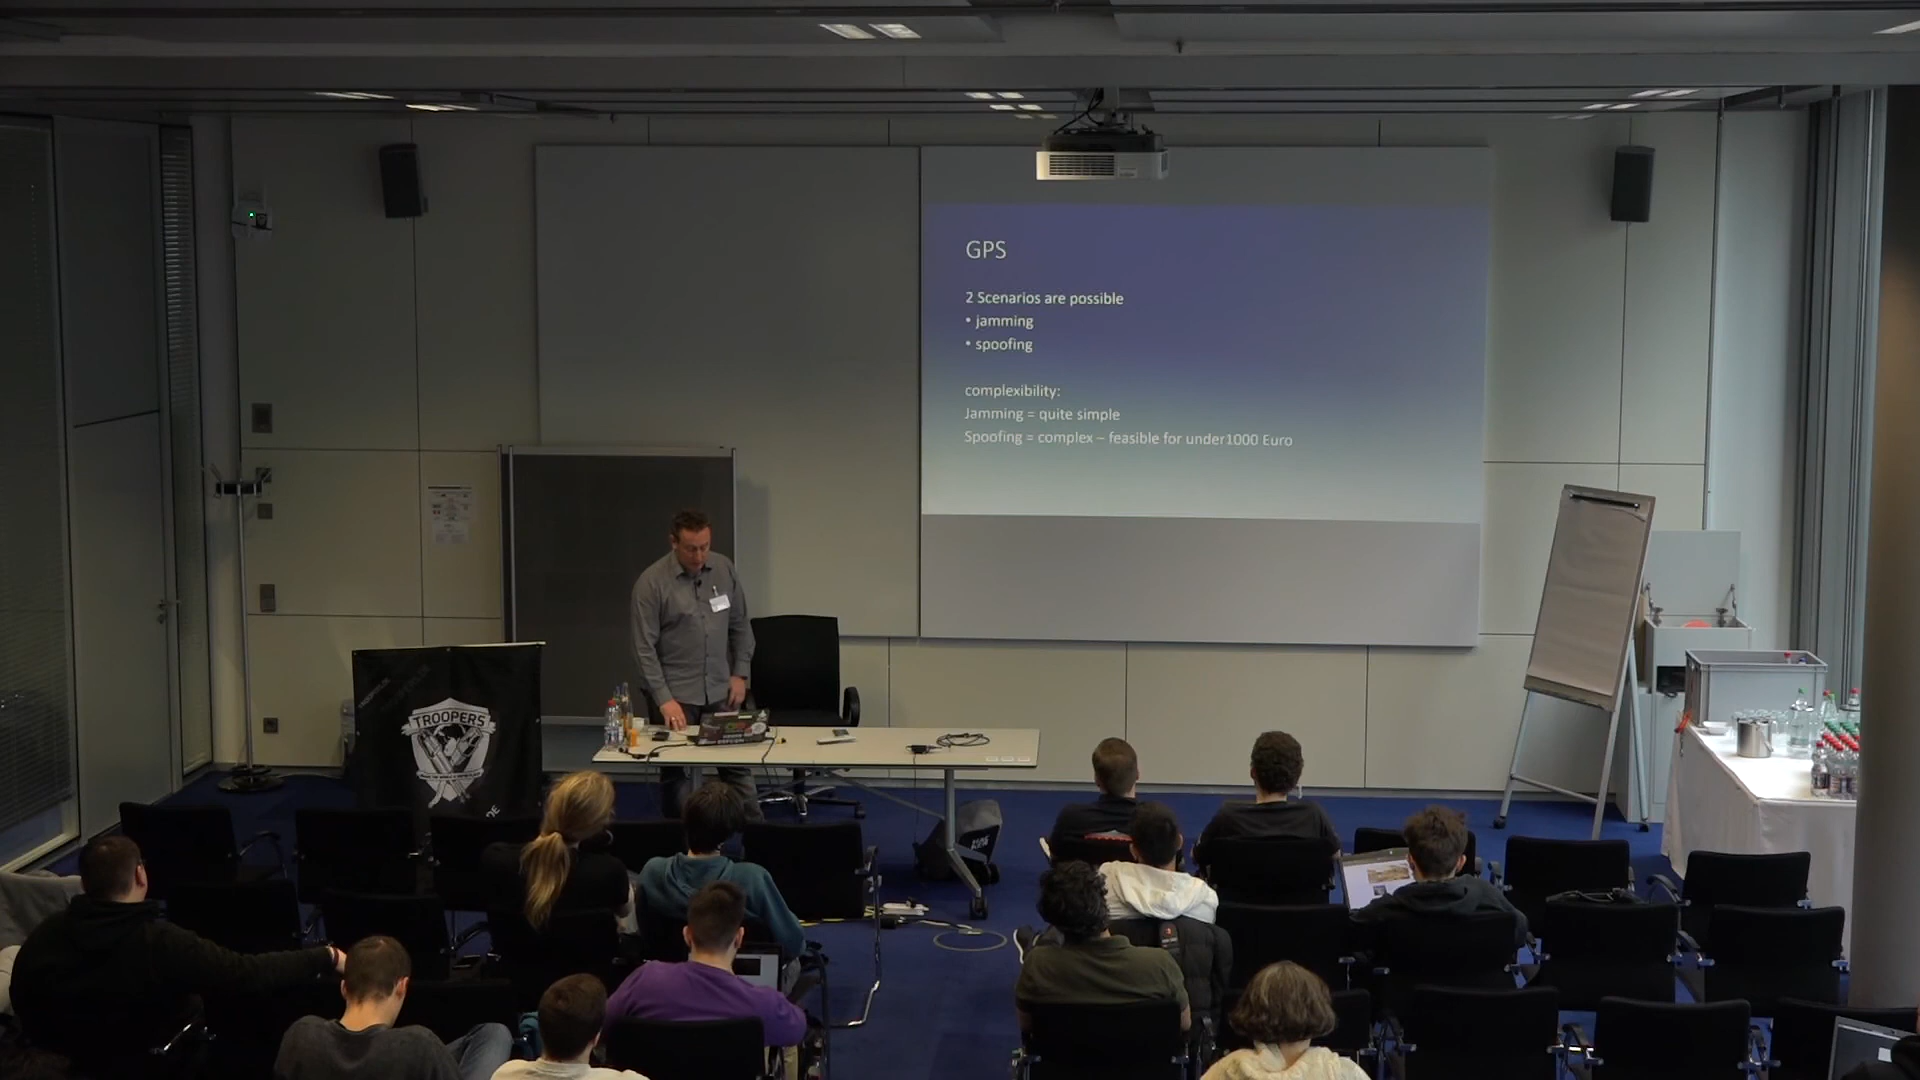 GPS
2 Scenarios are possible
• jamming
• spoofing
complexibility:
Jamming = quite simple
Spoofing = complex – feasible for under1000 Euro
TROOPERS